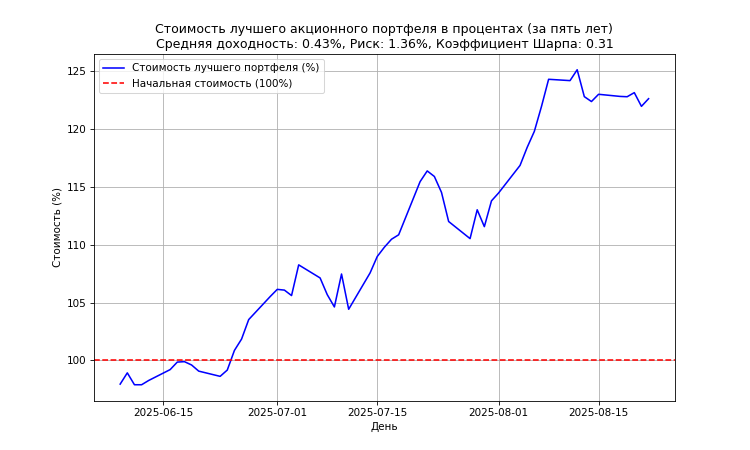 Стоимость лучшего акционного портфеля в процентах (за пять лет)
Средняя доходность: 0.43%, Риск: 1.36%, Коэффициент Шарпа: 0.31
Стоимость лучшего портфеля (%)
Начальная стоимость (100%)
Стоимость (%)
125
120
115
110
105
100
2025-06-15
2025-07-01
2025-07-15
2025-08-01
2025-08-15
День